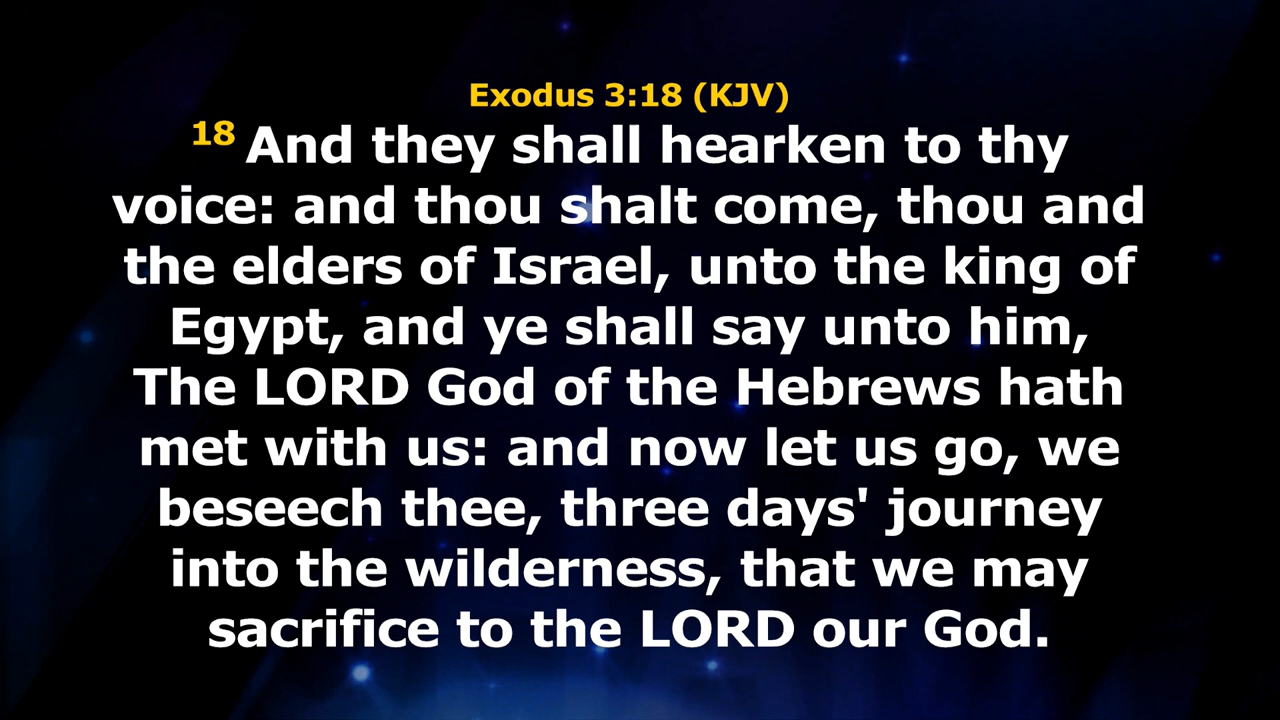 Exodus 3:18 (KJV)
18 And they shall hearken to thy
voice: and thou shalt come, thou and
the elders of Israel, unto the king of
Egypt, and ye shall say unto him,
The LORD God of the Hebrews hath
met with us: and now let us go, we
beseech thee, three days' journey
into the wilderness, that we may
sacrifice to the LORD our God.